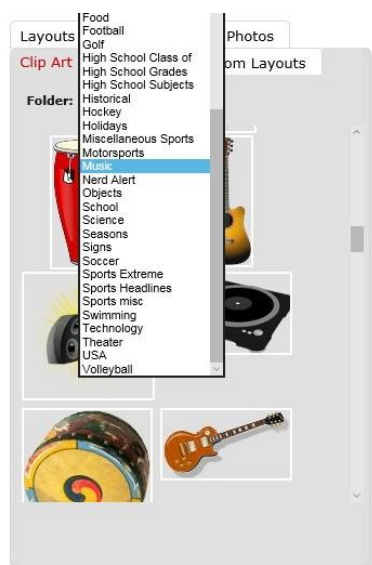 Food
Football
Layouts
Photos
Golf
High School Class of
Clip Art
om Layouts
High School Grades
High School Subjects
Folder:
Historical
Hockey
Holidays
Miscellaneous Sports
Motorsports
Music
Nerd Alert
Objects
School
Science
Seasons
Signs
Soccer
Sports Extreme
Sports Headlines
Sports misc
Swimming
Technology
Theater
USA
Volleyball